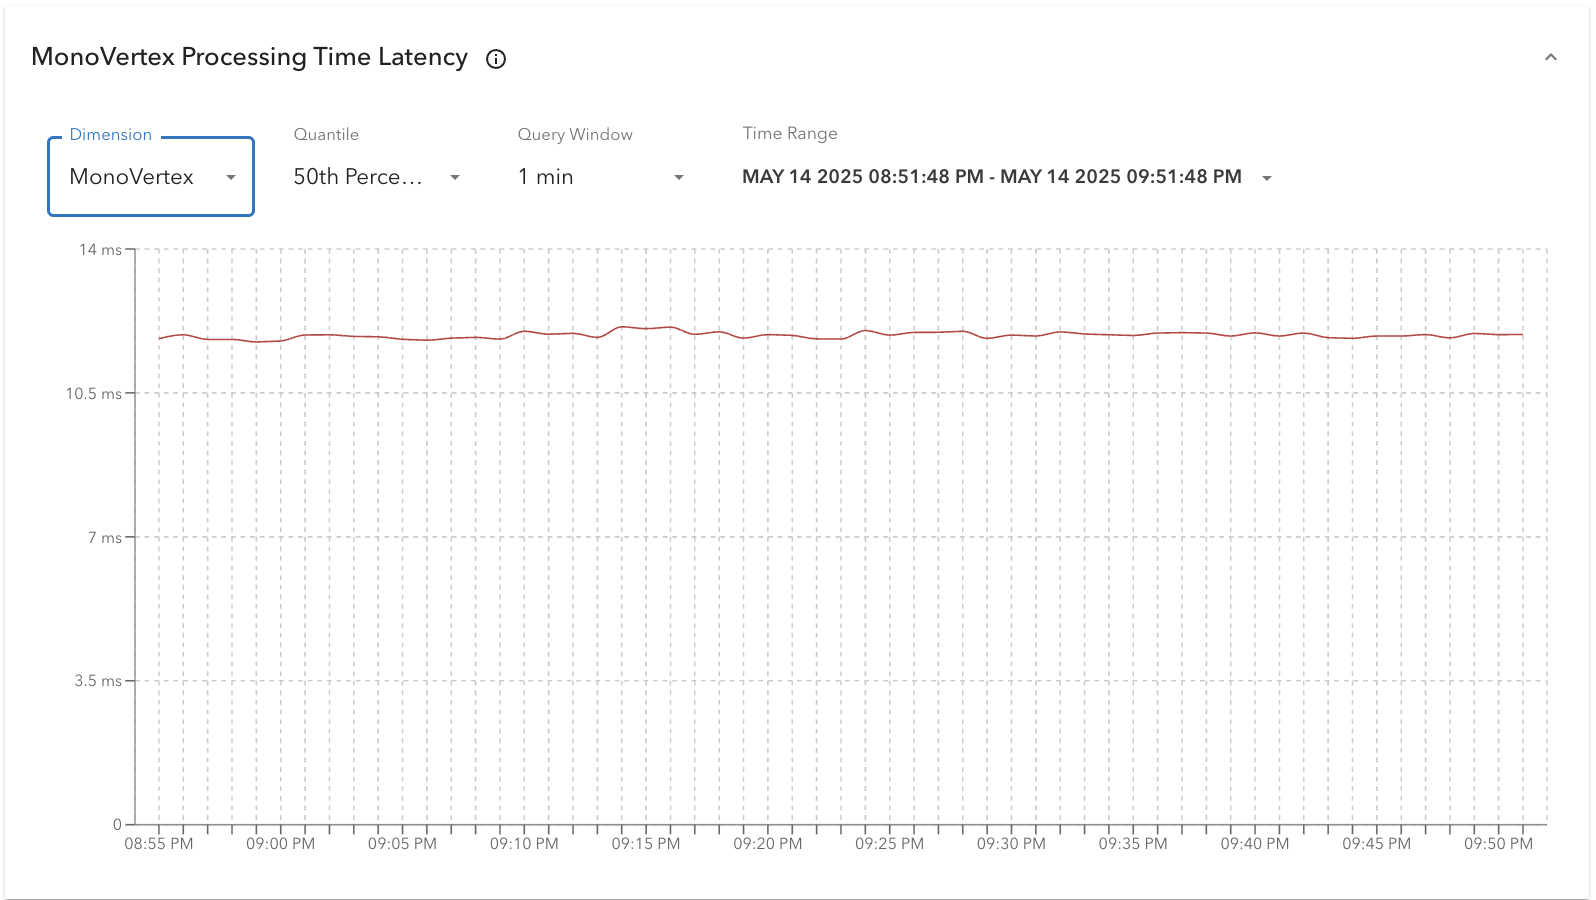 MonoVertex Processing Time Latency
Dimension
MonoVertex
Quantile
50th Perce...
Query Window
1 min
Time Range
MAY 14 2025 08:51:48 PM - MAY 14 2025 09:51:48 PM
14 ms
10.5 ms
7 ms
3.5 ms
0
08:55 PM 09:00 PM 09:05 PM 09:10 PM 09:15 PM 09:20 PM 09:25 PM 09:30 PM 09:35 PM 09:40 PM 09:45 PM 09:50 PM